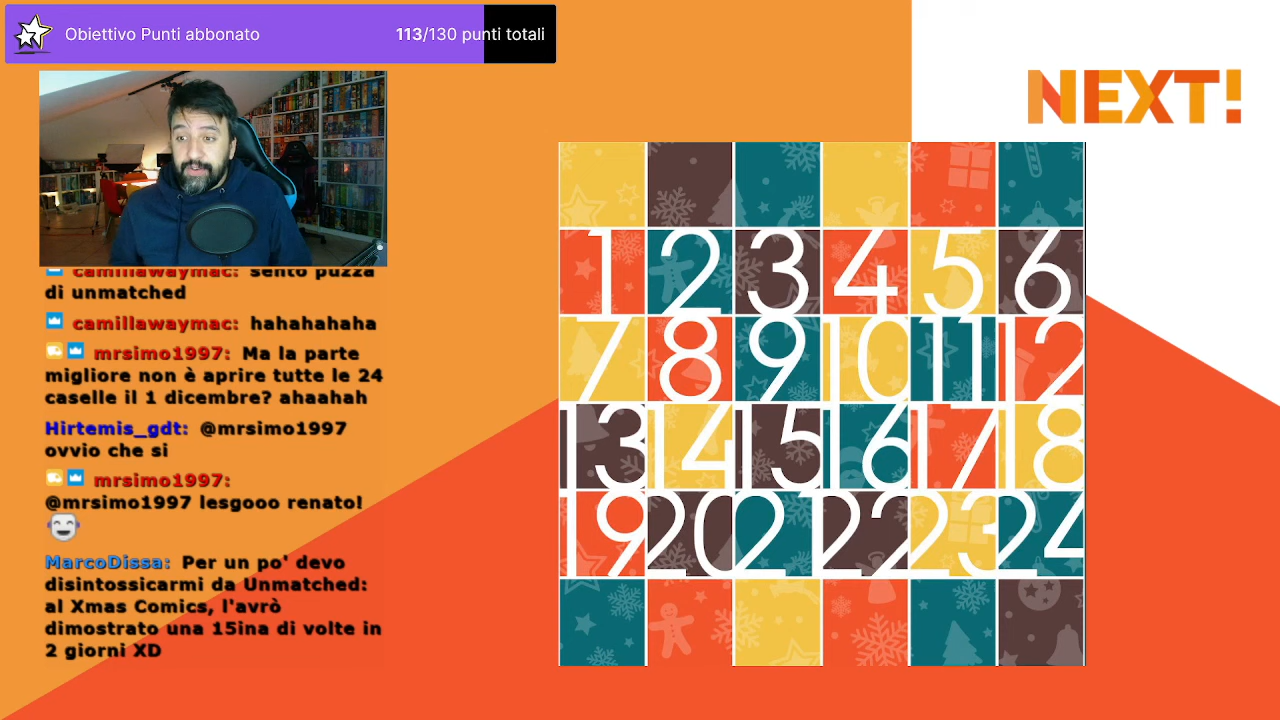 Obiettivo Punti abbonato
113/130 punti totali
NEXT!
camillawaymac: sento puzza
di unmatched
camillawaymac: hahahahaha
mrsimo1997: Ma la parte
migliore non è aprire tutte le 24
caselle il 1 dicembre? ahaahah
Hirtemis_gdt: @mrsimo1997
ovvio che si
mrsimo1997:
@mrsimo1997 lesgooo renato!
MarcoDissa: Per un po' devo
disintossicarmi da Unmatched:
al Xmas Comics, l'avrò
dimostrato una 15ina di volte in
2 giorni XD
1 2 3 4 5 6
7 8 9 10 11 12
13 14 15 16 17 18
19 20 21 22 23 24